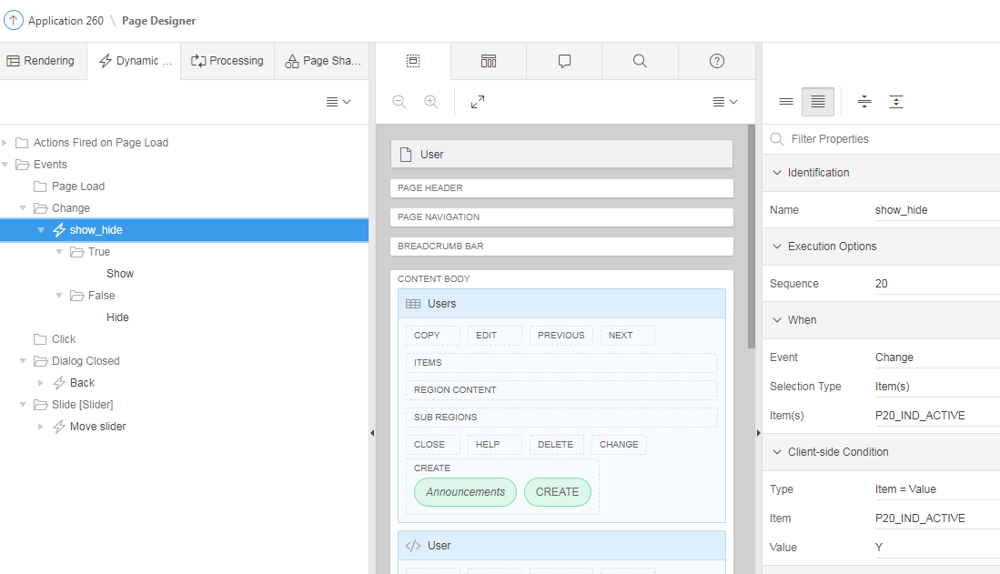 Application 260 \ Page Designer
Rendering
Dynamic ...
Processing
Page Sha...
Actions Fired on Page Load
Events
Page Load
Change
show_hide
True
Show
False
Hide
Click
Dialog Closed
Back
Slide [Slider]
Move slider
User
PAGE HEADER
PAGE NAVIGATION
BREADCRUMB BAR
CONTENT BODY
Users
COPY EDIT PREVIOUS NEXT
ITEMS
REGION CONTENT
SUB REGIONS
CLOSE HELP DELETE CHANGE
CREATE
Announcements CREATE
User
Filter Properties
Identification
Name show_hide
Execution Options
Sequence 20
When
Event Change
Selection Type Item(s)
Item(s) P20_IND_ACTIVE
Client-side Condition
Type Item = Value
Item P20_IND_ACTIVE
Value Y